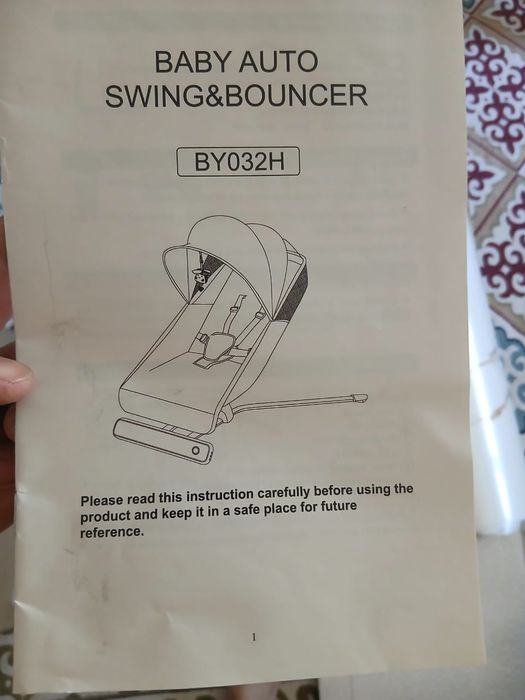 BABY AUTO
SWING&BOUNCER
BY032H
Please read this instruction carefully before using the
product and keep it in a safe place for future
reference.
1